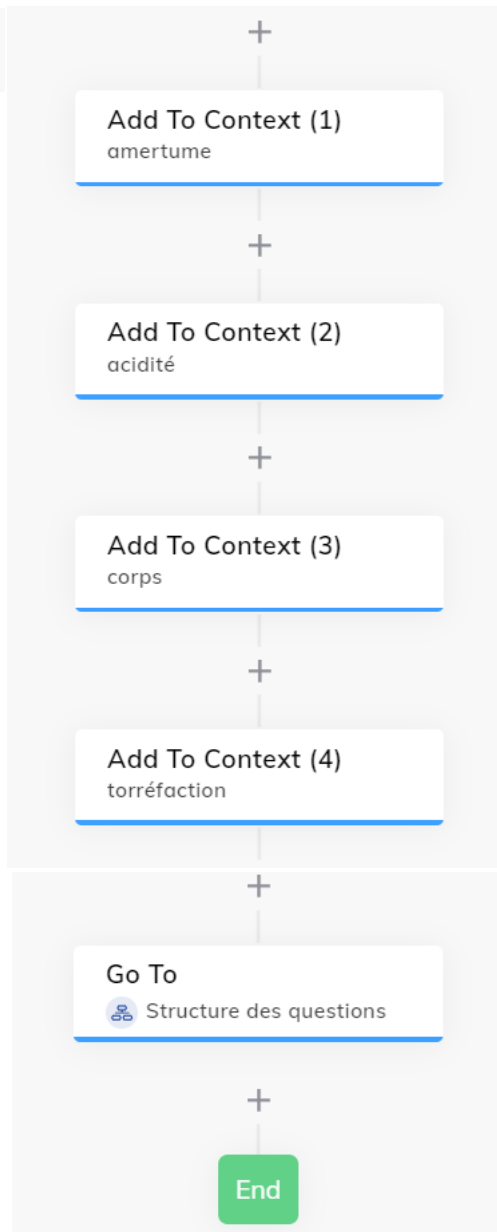 Add To Context (1)
amertume
Add To Context (2)
acidité
Add To Context (3)
corps
Add To Context (4)
torréfaction
Go To
Structure des questions
End